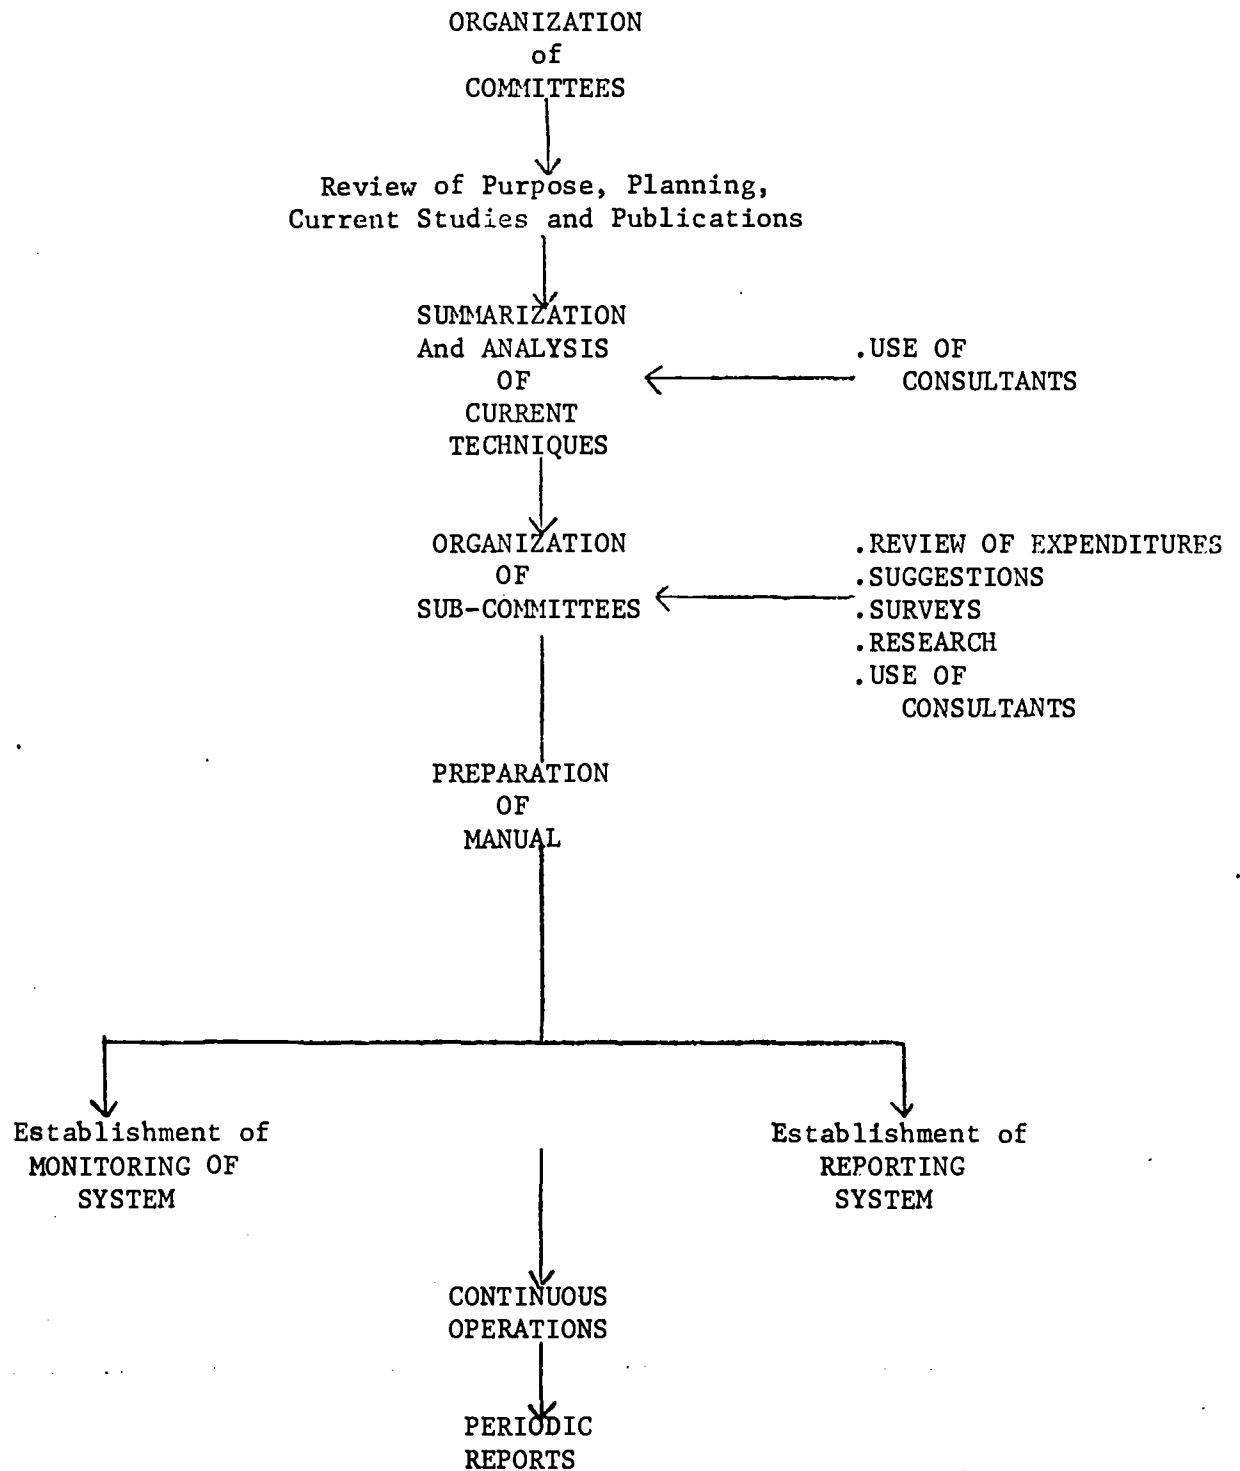 ORGANIZATION
of
COMMITTEES
Review of Purpose, Planning,
Current Studies and Publications
SUMMARIZATION
And ANALYSIS
OF
CURRENT
TECHNIQUES
.USE OF
CONSULTANTS
ORGANIZATION
OF
SUB-COMMITTEES
.REVIEW OF EXPENDITURES
.SUGGESTIONS
.SURVEYS
.RESEARCH
.USE OF
CONSULTANTS
PREPARATION
OF
MANUAL
Establishment of
MONITORING OF
SYSTEM
Establishment of
REPORTING
SYSTEM
CONTINUOUS
OPERATIONS
PERIODIC
REPORTS